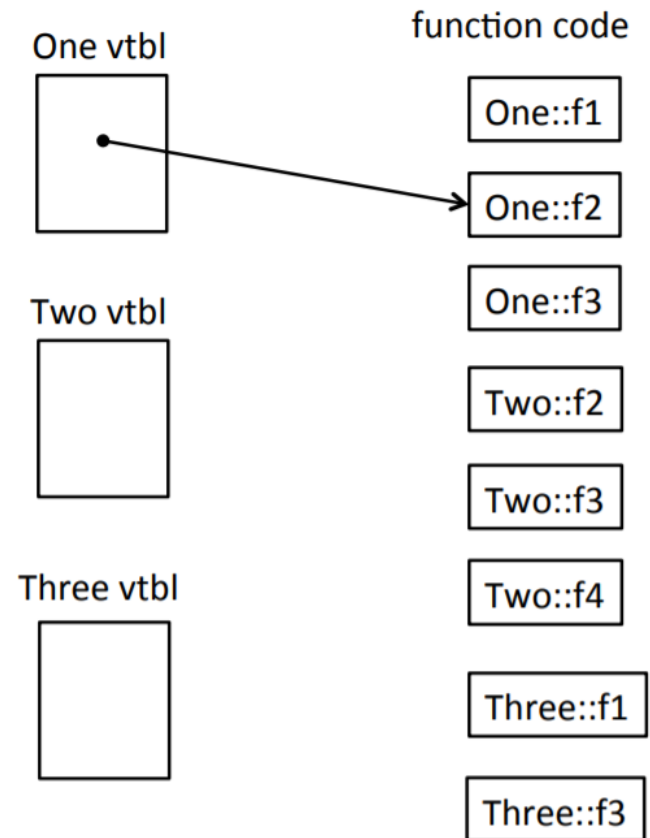 One vtbl
function code
One::f1
One::f2
One::f3
Two vtbl
Two::f2
Two::f3
Two::f4
Three vtbl
Three::f1
Three::f3